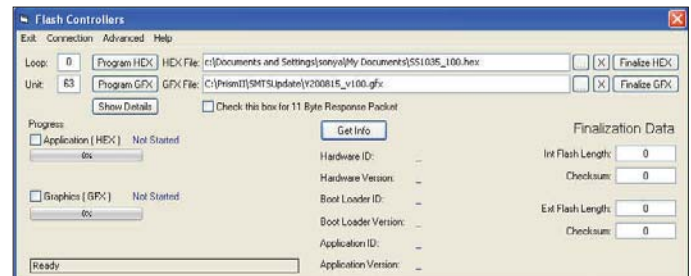 Flash Controllers
Exit Connection Advanced Help
Loop: 0 Program HEX HEX File: c:\Documents and Settings\sonya\My Documents\SS1035_100.hex X Finalize HEX
Unit: 63 Program GFX GFX File: C:\PrismII\SMTSUpdate\Y200815_v100.gfx X Finalize GFX
Show Details Check this box for 11 Byte Response Packet
Progress Get Info Finalization Data
Application ( HEX ) Not Started
0%
Hardware ID: _ Int Flash Length: 0
Hardware Version: _ Checksum: 0
Graphics ( GFX ) Not Started
0%
Boot Loader ID: _ Ext Flash Length: 0
Boot Loader Version: _ Checksum: 0
Application ID: _
Ready Application Version: _